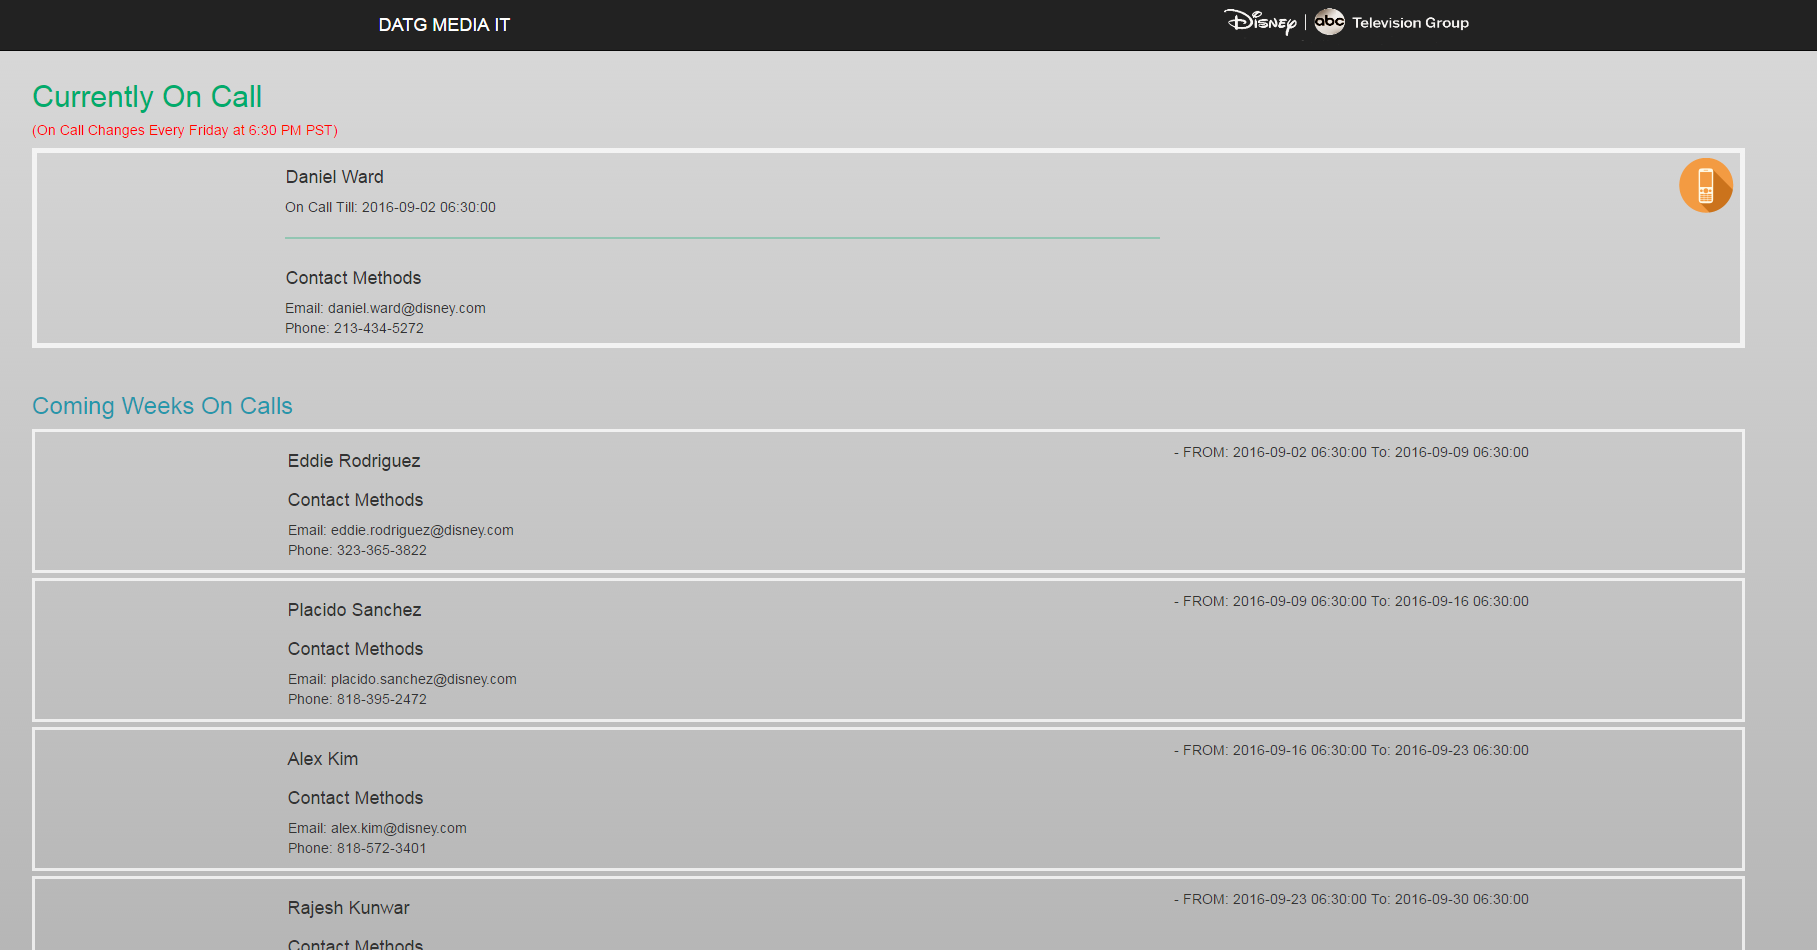 DATG MEDIA IT
Disney | abc Television Group
Currently On Call
(On Call Changes Every Friday at 6:30 PM PST)
Daniel Ward
On Call Till: 2016-09-02 06:30:00
Contact Methods
Email: daniel.ward@disney.com
Phone: 213-434-5272
Coming Weeks On Calls
Eddie Rodriguez
- FROM: 2016-09-02 06:30:00 To: 2016-09-09 06:30:00
Contact Methods
Email: eddie.rodriguez@disney.com
Phone: 323-365-3822
Placido Sanchez
- FROM: 2016-09-09 06:30:00 To: 2016-09-16 06:30:00
Contact Methods
Email: placido.sanchez@disney.com
Phone: 818-395-2472
Alex Kim
- FROM: 2016-09-16 06:30:00 To: 2016-09-23 06:30:00
Contact Methods
Email: alex.kim@disney.com
Phone: 818-572-3401
Rajesh Kunwar
- FROM: 2016-09-23 06:30:00 To: 2016-09-30 06:30:00
Contact Methods